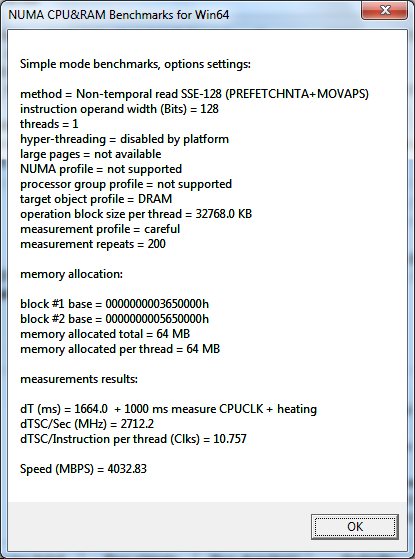 NUMA CPU&RAM Benchmarks for Win64
Simple mode benchmarks, options settings:
method = Non-temporal read SSE-128 (PREFETCHNTA+MOVAPS)
instruction operand width (Bits) = 128
threads = 1
hyper-threading = disabled by platform
large pages = not available
NUMA profile = not supported
processor group profile = not supported
target object profile = DRAM
operation block size per thread = 32768.0 KB
measurement profile = careful
measurement repeats = 200
memory allocation:
block #1 base = 0000000003650000h
block #2 base = 0000000005650000h
memory allocated total = 64 MB
memory allocated per thread = 64 MB
measurements results:
dT (ms) = 1664.0  + 1000 ms measure CPUCLK + heating
dTSC/Sec (MHz) = 2712.2
dTSC/Instruction per thread (Clks) = 10.757
Speed (MBPS) = 4032.83
OK